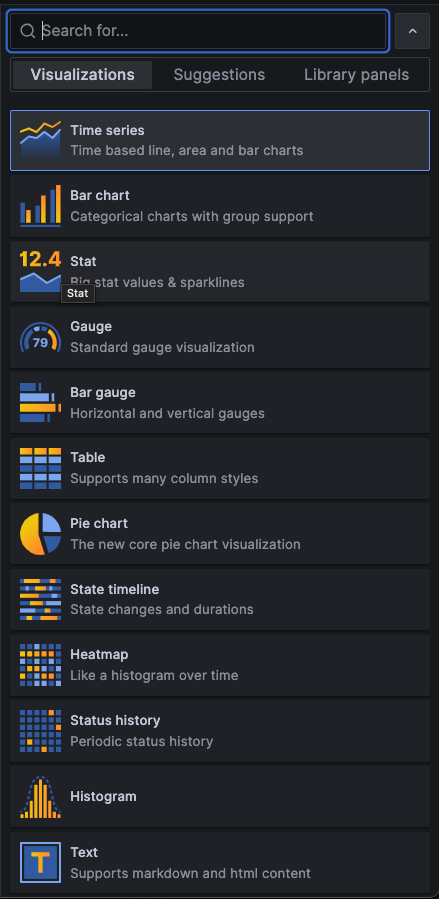 Search for...
Visualizations Suggestions Library panels
Time series
Time based line, area and bar charts
Bar chart
Categorical charts with group support
12.4
Stat
Big stat values & sparklines
Stat
Gauge
79
Standard gauge visualization
Bar gauge
Horizontal and vertical gauges
Table
Supports many column styles
Pie chart
The new core pie chart visualization
State timeline
State changes and durations
Heatmap
Like a histogram over time
Status history
Periodic status history
Histogram
T
Text
Supports markdown and html content